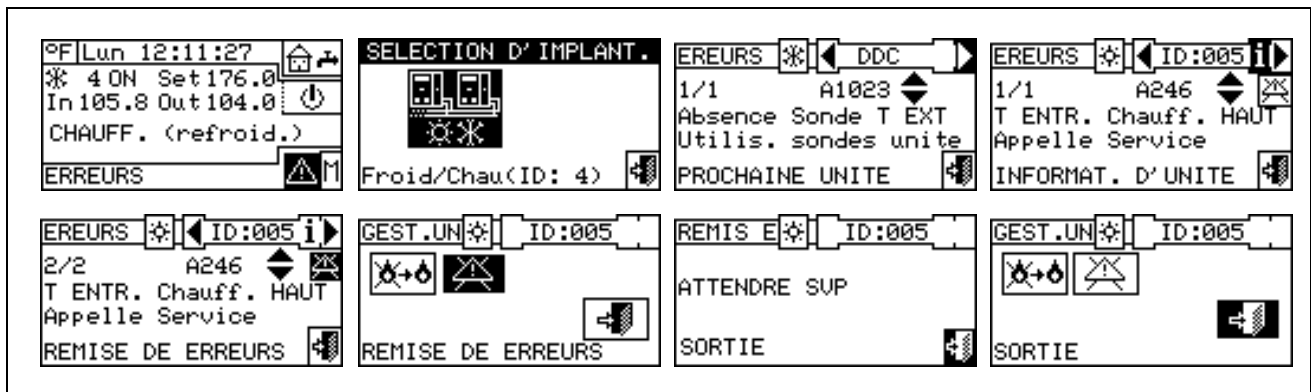 °F Lun 12:11:27
4 ON Set 176.0
In 105.8 Out 104.0
CHAUFF. (refroid.)
ERREURS M
SELECTION D'IMPLANT.
Froid/Chau(ID: 4)
EREURS DDC
1/1 A1023
Absence Sonde T EXT
Utilis. sondes unite
PROCHAINE UNITE
EREURS ID:005 i
1/1 A246
T ENTR. Chauff. HAUT
Appelle Service
INFORMAT. D'UNITE
EREURS ID:005 i
2/2 A246
T ENTR. Chauff. HAUT
Appelle Service
REMISE DE ERREURS
GEST.UN ID:005
REMISE DE ERREURS
REMIS E ID:005
ATTENDRE SVP
SORTIE
GEST.UN ID:005
SORTIE